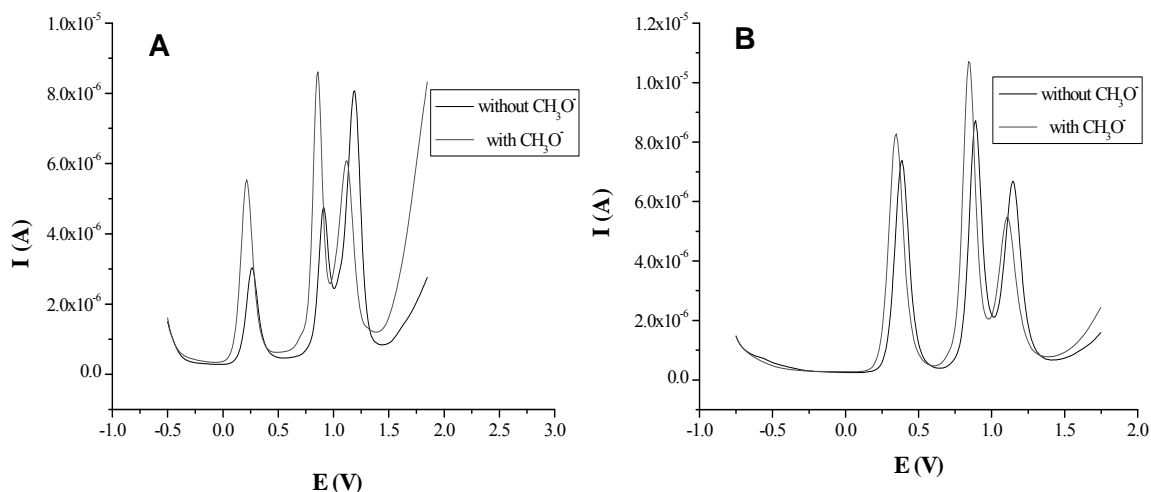 A
1.0x10⁻⁵
8.0x10⁻⁶
6.0x10⁻⁶
4.0x10⁻⁶
2.0x10⁻⁶
0.0
I (A)
without CH₃O⁻
with CH₃O⁻
-1.0 -0.5 0.0 0.5 1.0 1.5 2.0 2.5 3.0
E (V)
B
1.2x10⁻⁵
1.0x10⁻⁵
8.0x10⁻⁶
6.0x10⁻⁶
4.0x10⁻⁶
2.0x10⁻⁶
0.0
I (A)
without CH₃O⁻
with CH₃O⁻
-1.0 -0.5 0.0 0.5 1.0 1.5 2.0
E (V)